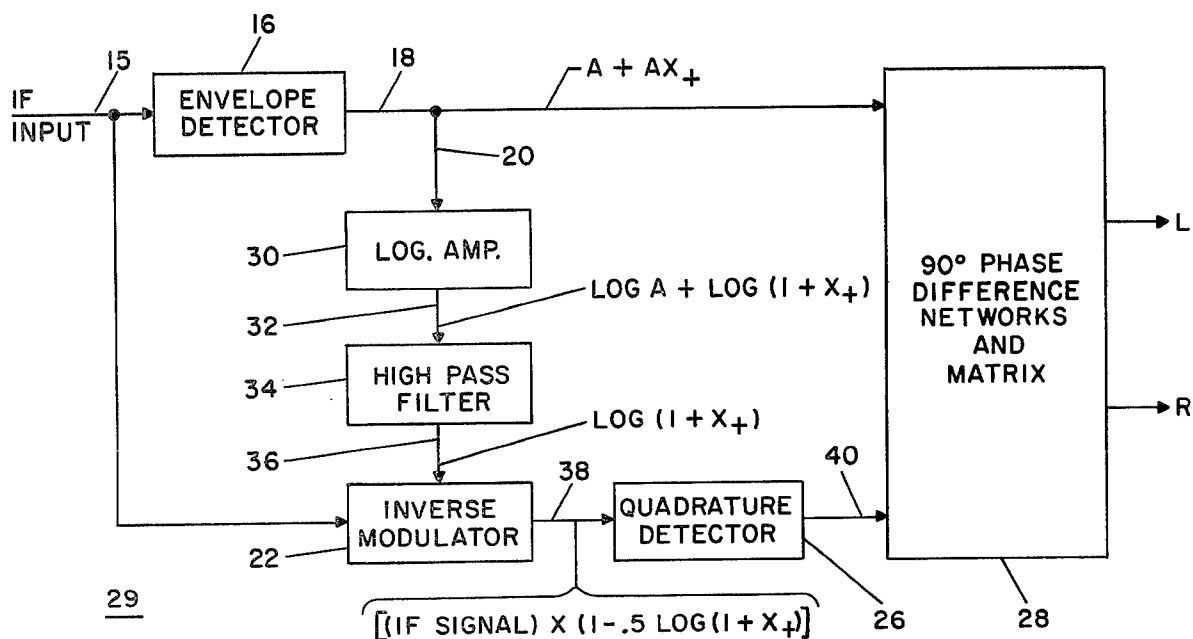 16
15
18
A + AX+
IF
INPUT
ENVELOPE
DETECTOR
20
30
LOG. AMP.
32
LOG A + LOG (1 + X+)
34
HIGH PASS
FILTER
36
LOG (1 + X+)
38
40
INVERSE
MODULATOR
22
QUADRATURE
DETECTOR
26
90° PHASE
DIFFERENCE
NETWORKS
AND
MATRIX
L
R
28
29
[(IF SIGNAL) X (1-.5 LOG(1+X+)]